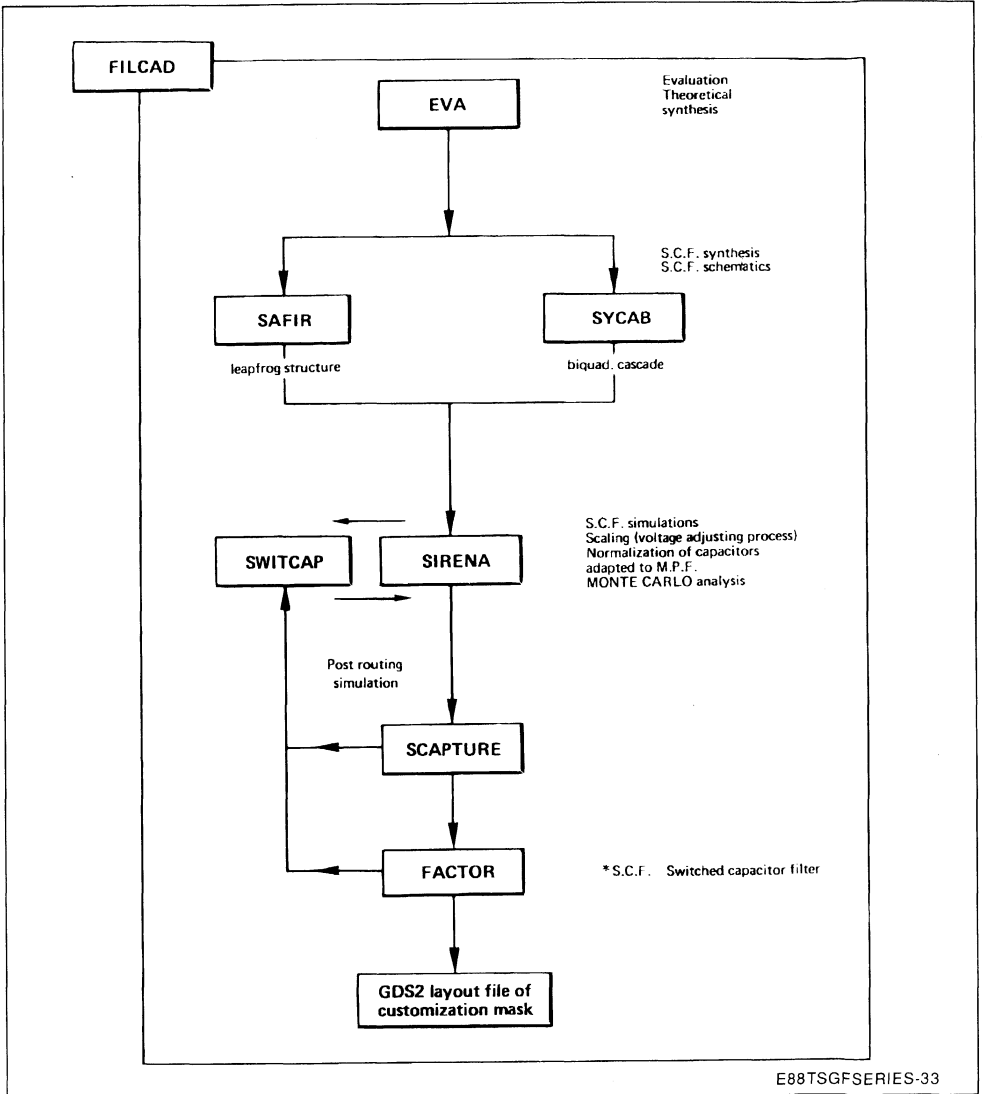 FILCAD
EVA
Evaluation
Theoretical
synthesis
S.C.F. synthesis
S.C.F. schematics
SAFIR
SYCAB
leapfrog structure
biquad. cascade
SWITCAP
SIRENA
S.C.F. simulations
Scaling (voltage adjusting process)
Normalization of capacitors
adapted to M.P.F.
MONTE CARLO analysis
Post routing
simulation
SCAPTURE
FACTOR
*S.C.F. Switched capacitor filter
GDS2 layout file of
customization mask
E88TSGFSERIES-33